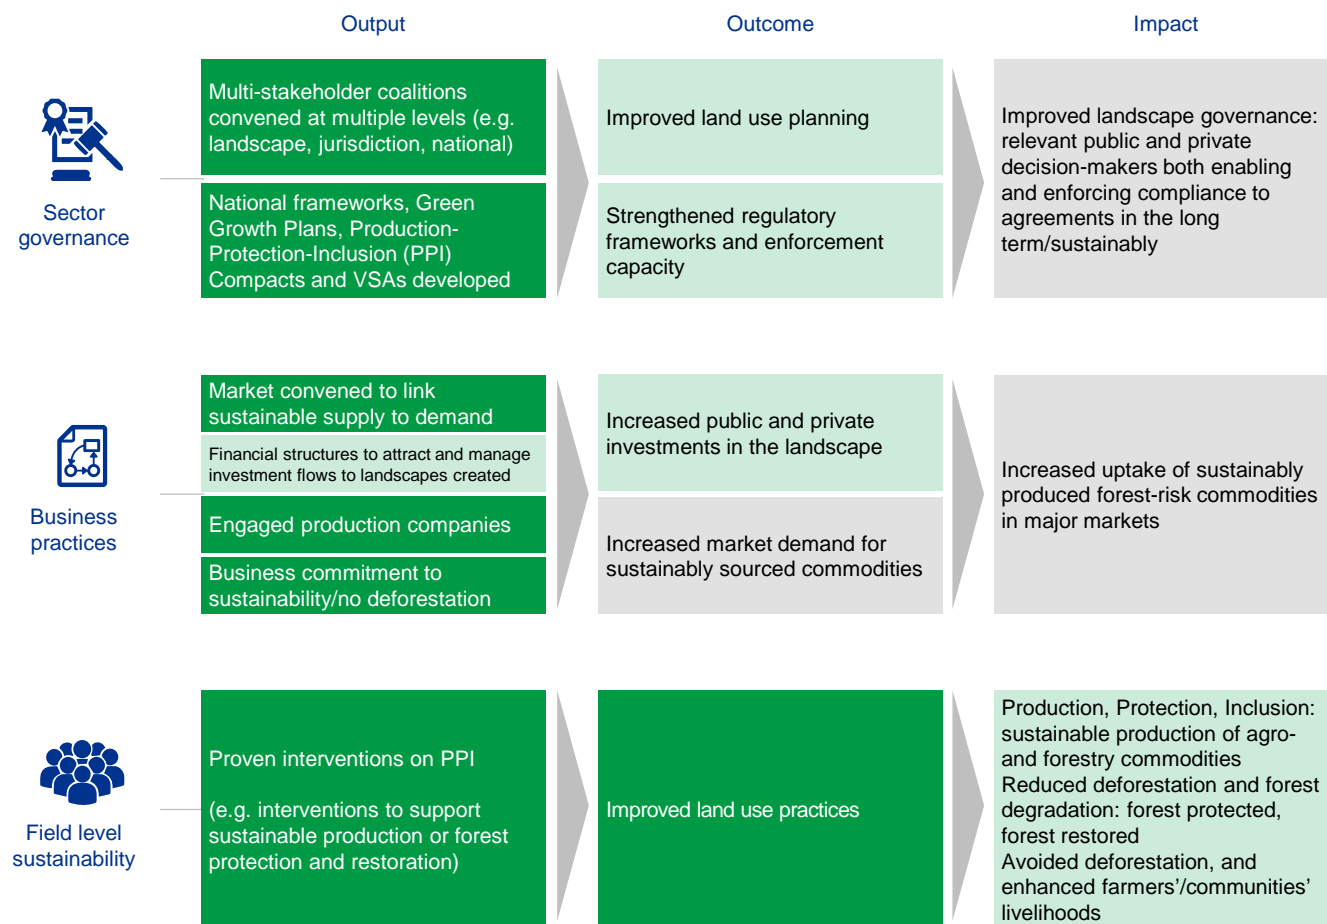 Output
Outcome
Impact
Sector
governance
Multi-stakeholder coalitions
convened at multiple levels (e.g.
landscape, jurisdiction, national)
National frameworks, Green
Growth Plans, Production-
Protection-Inclusion (PPI)
Compacts and VSAs developed
Improved land use planning
Strengthened regulatory
frameworks and enforcement
capacity
Improved landscape governance:
relevant public and private
decision-makers both enabling
and enforcing compliance to
agreements in the long
term/sustainably
Business
practices
Market convened to link
sustainable supply to demand
Financial structures to attract and manage
investment flows to landscapes created
Engaged production companies
Business commitment to
sustainability/no deforestation
Increased public and private
investments in the landscape
Increased market demand for
sustainably sourced commodities
Increased uptake of sustainably
produced forest-risk commodities
in major markets
Field level
sustainability
Proven interventions on PPI
(e.g. interventions to support
sustainable production or forest
protection and restoration)
Improved land use practices
Production, Protection, Inclusion:
sustainable production of agro-
and forestry commodities
Reduced deforestation and forest
degradation: forest protected,
forest restored
Avoided deforestation, and
enhanced farmers’/communities’
livelihoods